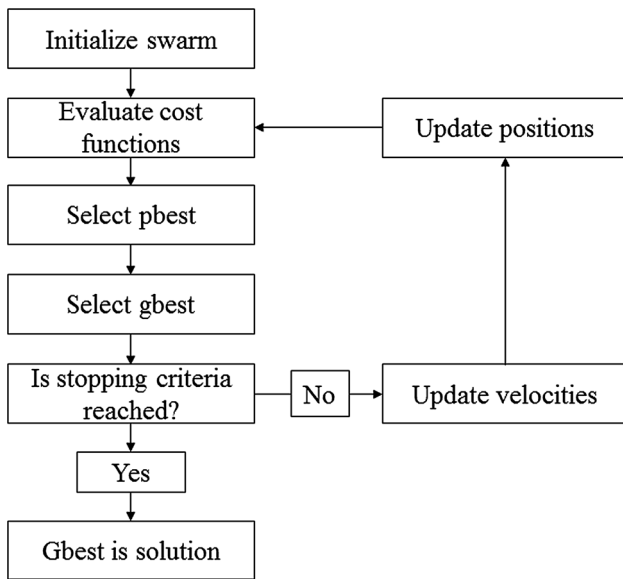 Initialize swarm
Evaluate cost
functions
Update positions
Select pbest
Select gbest
Is stopping criteria
reached?
No
Update velocities
Yes
Gbest is solution